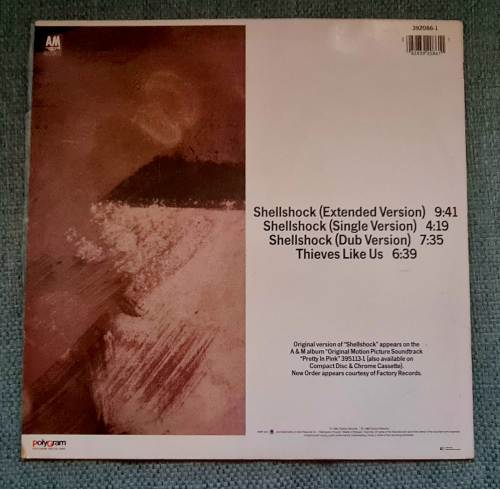 A&M
392086-1
Shellshock (Extended Version) 9:41
Shellshock (Single Version) 4:19
Shellshock (Dub Version) 7:35
Thieves Like Us 6:39
Original version of "Shellshock" appears on the
A & M album "Original Motion Picture Soundtrack
"Pretty In Pink" 395113-1 (also available on
Compact Disc & Chrome Cassette).
New Order appears courtesy of Factory Records.
polyGram